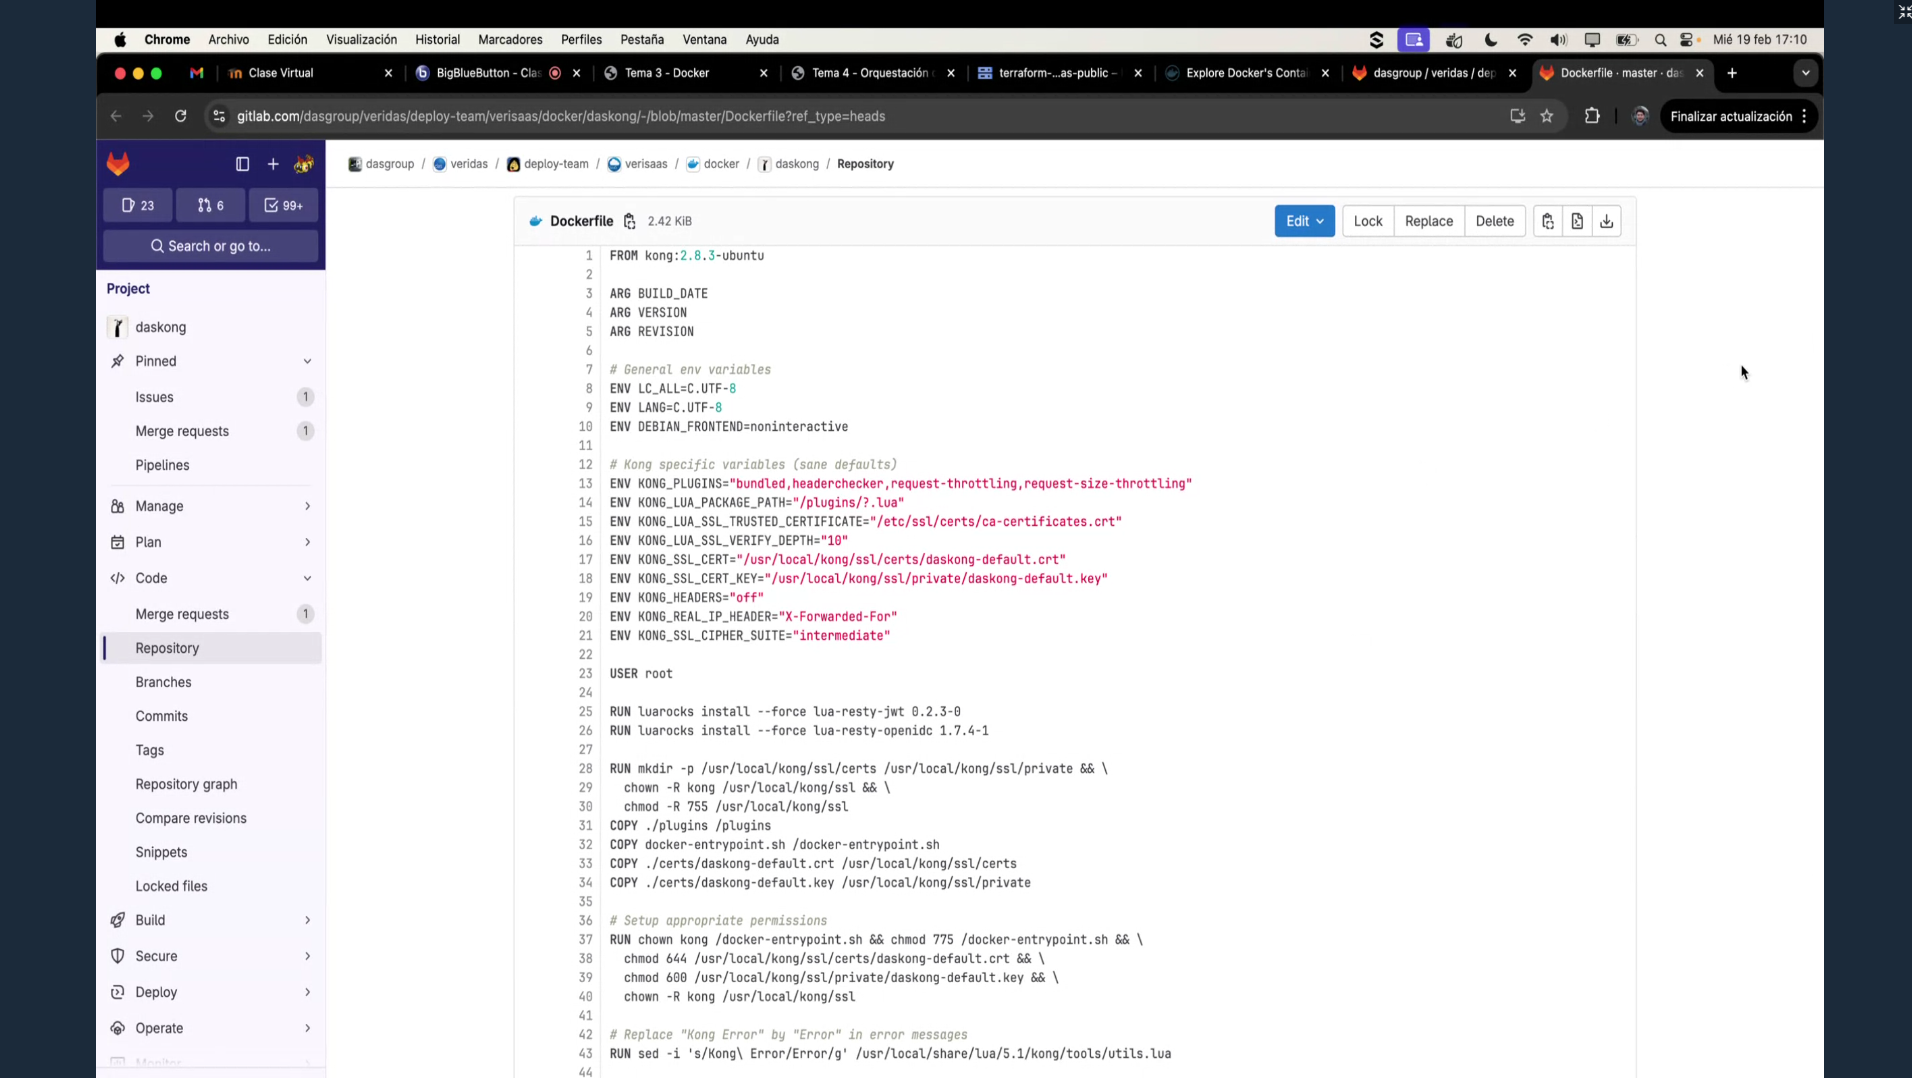 Chrome Archivo Edición Visualización Historial Marcadores Perfiles Pestaña Ventana Ayuda Mié 19 feb 17:10
Clase Virtual BigBlueButton - Clas Tema 3 - Docker Tema 4 - Orquestación terraform-...as-public – Explore Docker's Contai dasgroup / veridas / dep Dockerfile · master · das
gitlab.com/dasgroup/veridas/deploy-team/verisaas/docker/daskong/-/blob/master/Dockerfile?ref_type=heads Finalizar actualización
dasgroup / veridas / deploy-team / verisaas / docker / daskong / Repository
23 6 99+
Search or go to...
Project
daskong
Pinned
Issues 1
Merge requests 1
Pipelines
Manage
Plan
Code
Merge requests 1
Repository
Branches
Commits
Tags
Repository graph
Compare revisions
Snippets
Locked files
Build
Secure
Deploy
Operate
Monitor
Dockerfile 2.42 KiB Edit Lock Replace Delete
1 FROM kong:2.8.3-ubuntu
2
3 ARG BUILD_DATE
4 ARG VERSION
5 ARG REVISION
6
7 # General env variables
8 ENV LC_ALL=C.UTF-8
9 ENV LANG=C.UTF-8
10 ENV DEBIAN_FRONTEND=noninteractive
11
12 # Kong specific variables (sane defaults)
13 ENV KONG_PLUGINS="bundled,headerchecker,request-throttling,request-size-throttling"
14 ENV KONG_LUA_PACKAGE_PATH="/plugins/?.lua"
15 ENV KONG_LUA_SSL_TRUSTED_CERTIFICATE="/etc/ssl/certs/ca-certificates.crt"
16 ENV KONG_LUA_SSL_VERIFY_DEPTH="10"
17 ENV KONG_SSL_CERT="/usr/local/kong/ssl/certs/daskong-default.crt"
18 ENV KONG_SSL_CERT_KEY="/usr/local/kong/ssl/private/daskong-default.key"
19 ENV KONG_HEADERS="off"
20 ENV KONG_REAL_IP_HEADER="X-Forwarded-For"
21 ENV KONG_SSL_CIPHER_SUITE="intermediate"
22
23 USER root
24
25 RUN luarocks install --force lua-resty-jwt 0.2.3-0
26 RUN luarocks install --force lua-resty-openidc 1.7.4-1
27
28 RUN mkdir -p /usr/local/kong/ssl/certs /usr/local/kong/ssl/private && \
29 chown -R kong /usr/local/kong/ssl && \
30 chmod -R 755 /usr/local/kong/ssl
31 COPY ./plugins /plugins
32 COPY docker-entrypoint.sh /docker-entrypoint.sh
33 COPY ./certs/daskong-default.crt /usr/local/kong/ssl/certs
34 COPY ./certs/daskong-default.key /usr/local/kong/ssl/private
35
36 # Setup appropriate permissions
37 RUN chown kong /docker-entrypoint.sh && chmod 775 /docker-entrypoint.sh && \
38 chmod 644 /usr/local/kong/ssl/certs/daskong-default.crt && \
39 chmod 600 /usr/local/kong/ssl/private/daskong-default.key && \
40 chown -R kong /usr/local/kong/ssl
41
42 # Replace "Kong Error" by "Error" in error messages
43 RUN sed -i 's/Kong\ Error/Error/g' /usr/local/share/lua/5.1/kong/tools/utils.lua
44